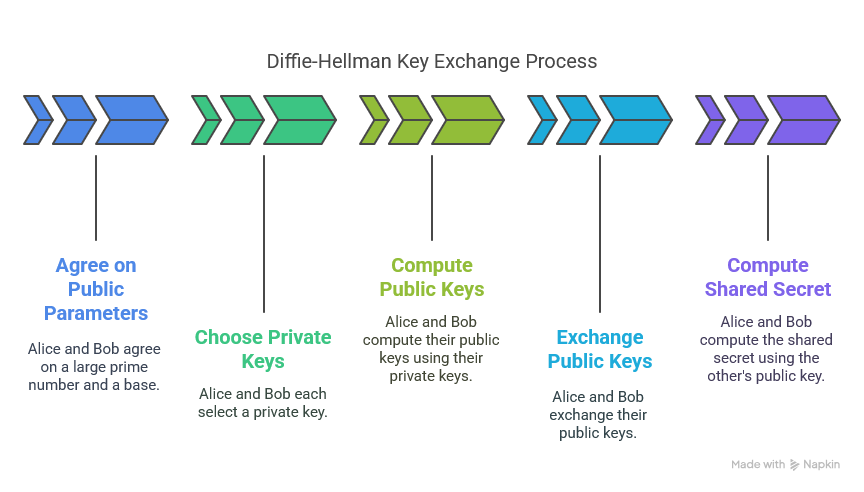 Diffie-Hellman Key Exchange Process
Agree on
Public
Parameters
Alice and Bob agree
on a large prime
number and a base.
Choose Private
Keys
Alice and Bob each
select a private key.
Compute
Public Keys
Alice and Bob
compute their public
keys using their
private keys.
Exchange
Public Keys
Alice and Bob
exchange their
public keys.
Compute
Shared Secret
Alice and Bob
compute the shared
secret using the
other's public key.
Made with Napkin